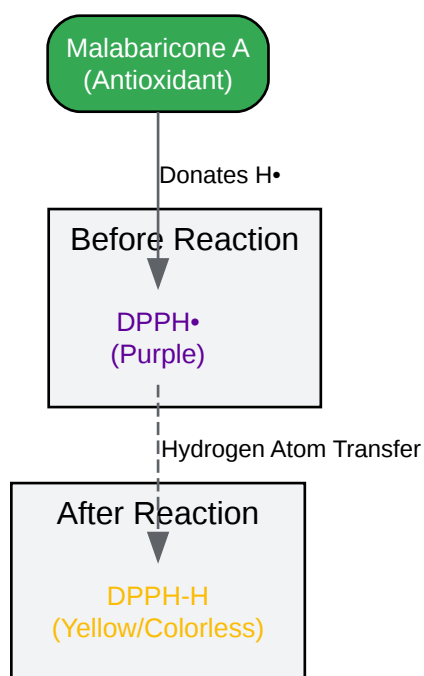 Malabaricone A
(Antioxidant)
Donates H•
Before Reaction
DPPH•
(Purple)
Hydrogen Atom Transfer
After Reaction
DPPH-H
(Yellow/Colorless)